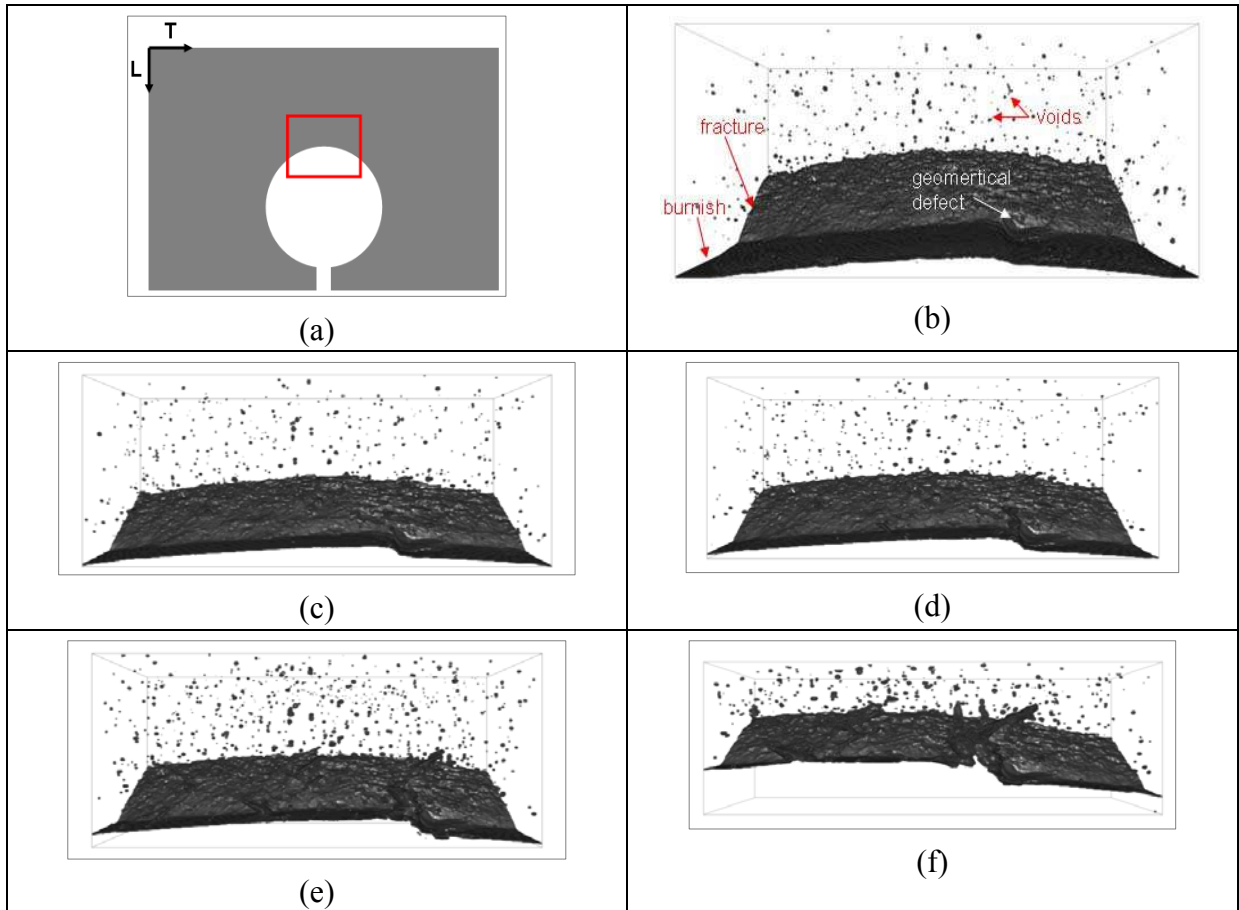 T
L
(a)
voids
fracture
geomertical
defect
burnish
(b)
(c)
(d)
(e)
(f)